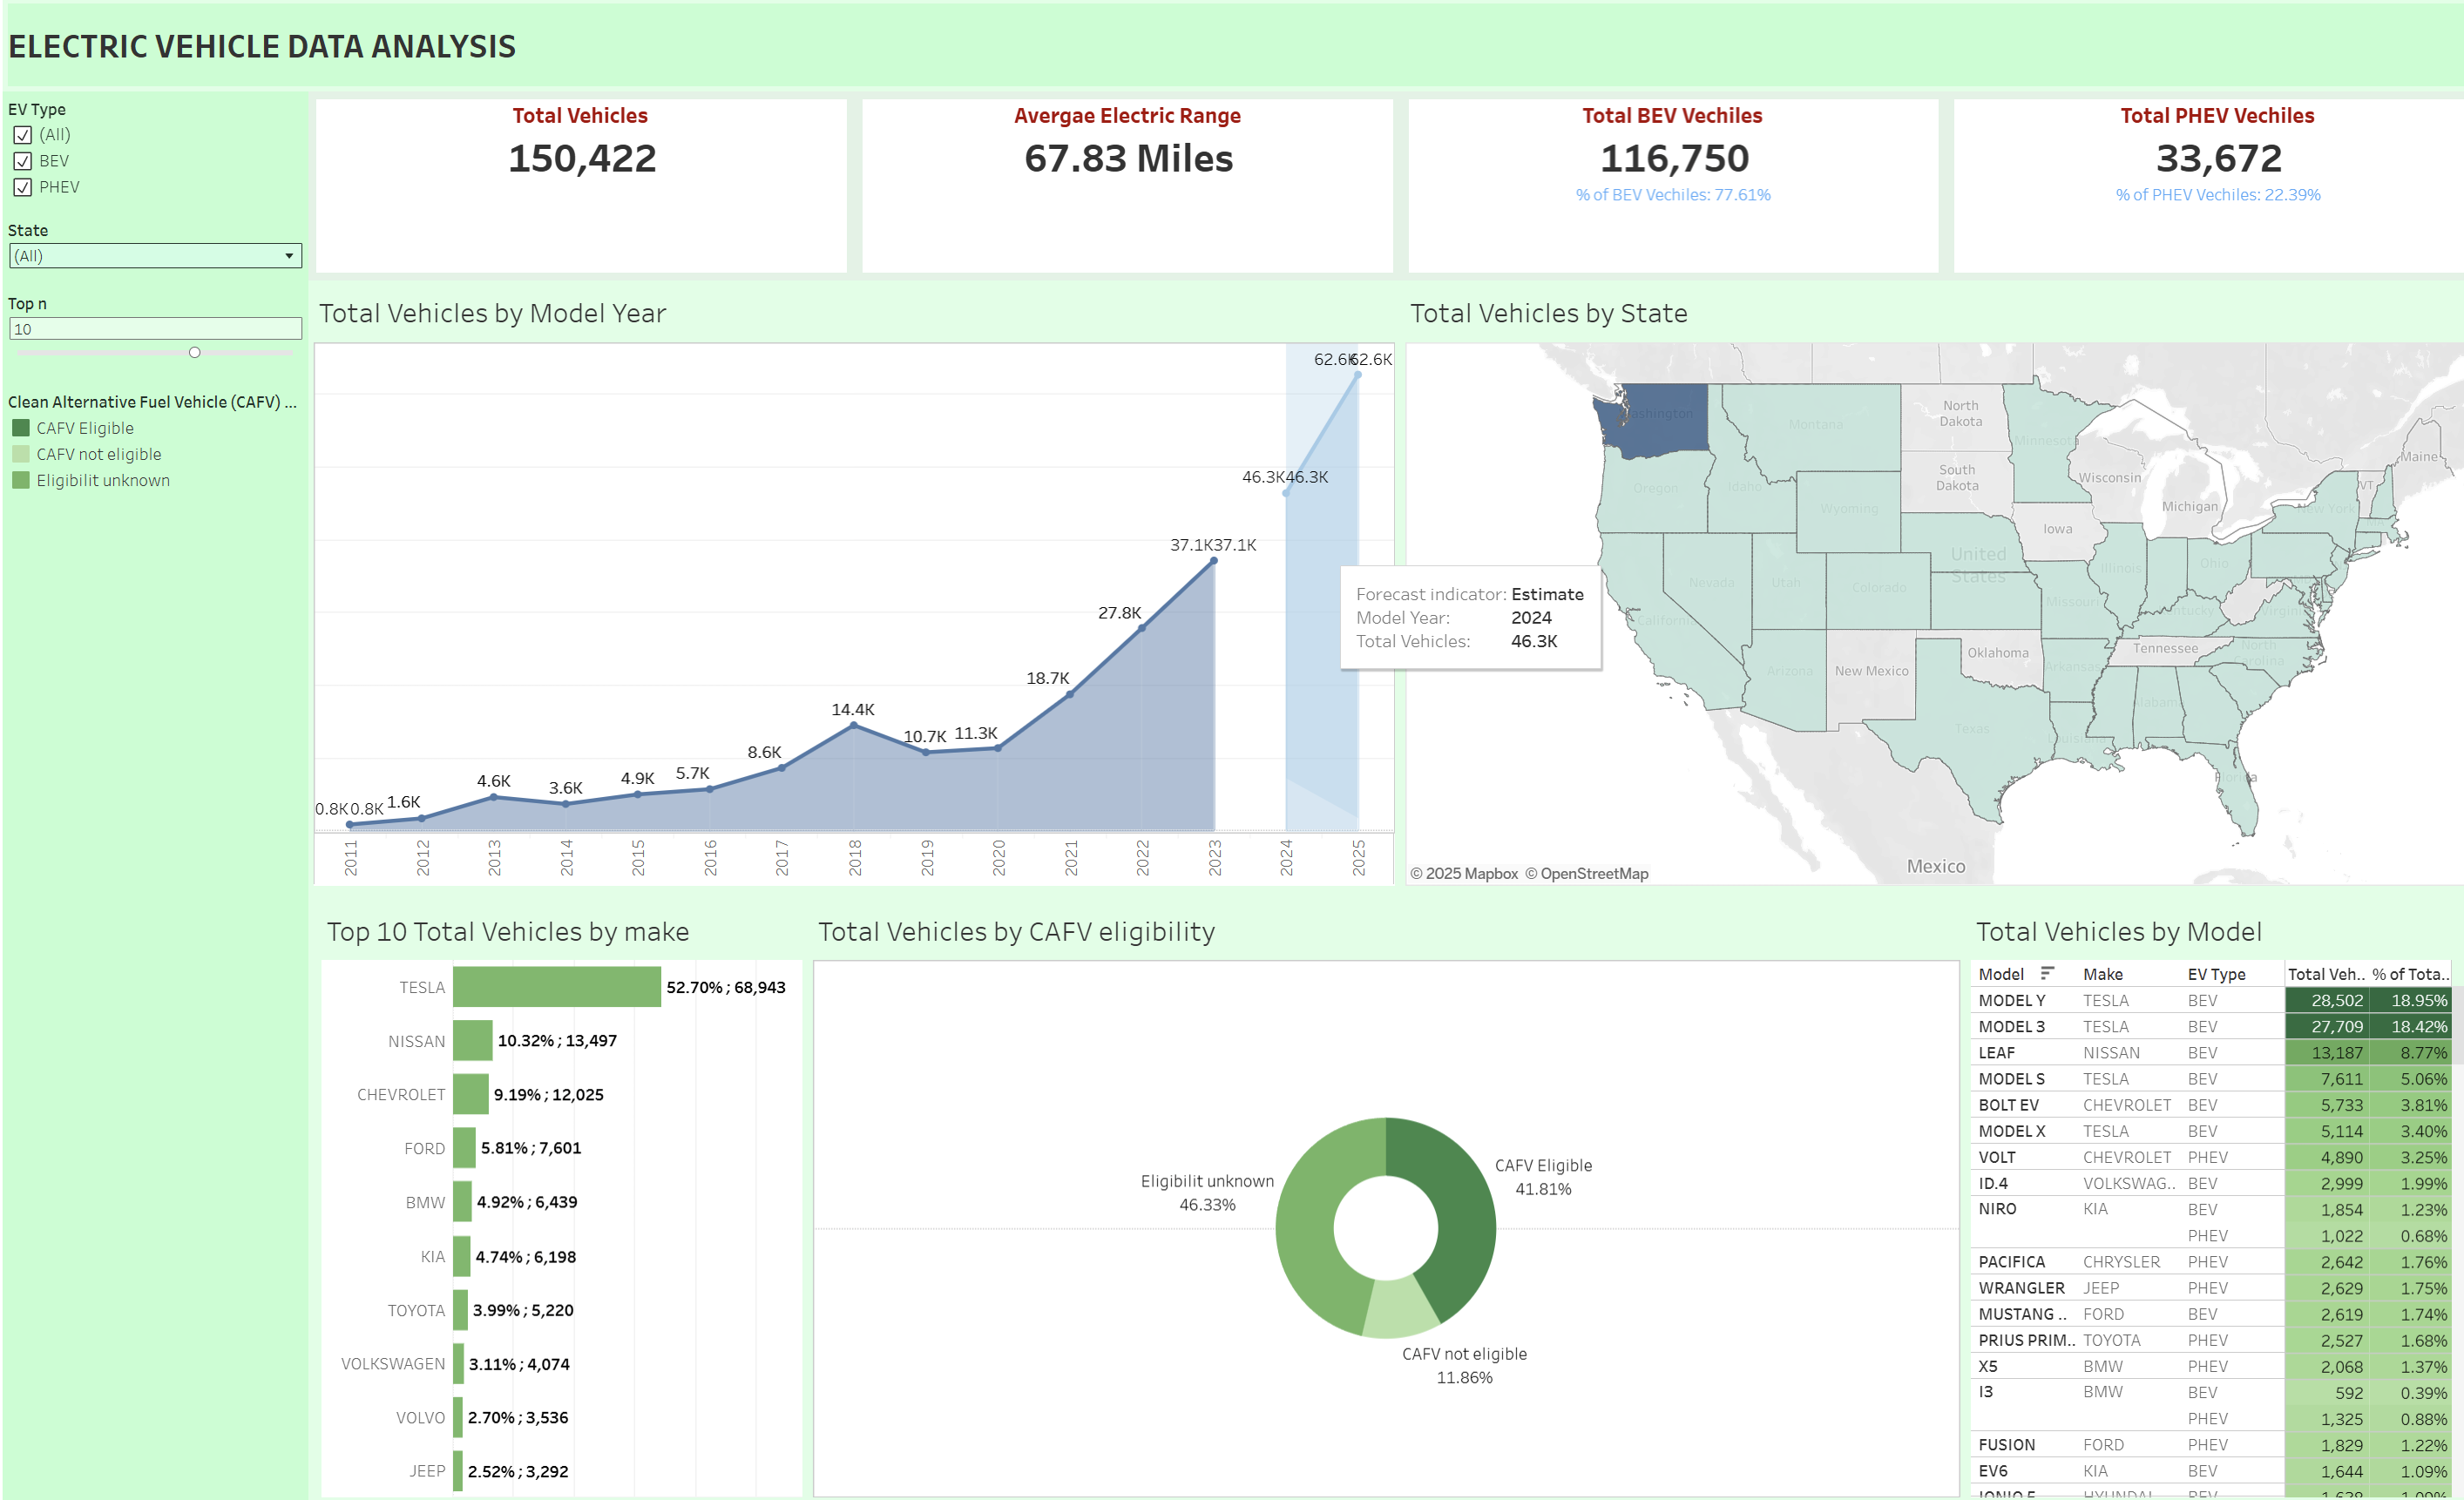 ELECTRIC VEHICLE DATA ANALYSIS
EV Type
(All)
BEV
PHEV
State
(All)
Top n
10
Clean Alternative Fuel Vehicle (CAFV) ...
CAFV Eligible
CAFV not eligible
Eligibilit unknown
Total Vehicles
150,422
Avergae Electric Range
67.83 Miles
Total BEV Vechiles
116,750
% of BEV Vechiles: 77.61%
Total PHEV Vechiles
33,672
% of PHEV Vechiles: 22.39%
Total Vehicles by Model Year
62.6K 62.6K
46.3K 46.3K
37.1K 37.1K
27.8K
18.7K
14.4K
10.7K
11.3K
8.6K
5.7K
4.9K
3.6K
4.6K
1.6K
0.8K 0.8K
2011
2012
2013
2014
2015
2016
2017
2018
2019
2020
2021
2022
2023
2024
2025
Forecast indicator: Estimate
Model Year: 2024
Total Vehicles: 46.3K
Total Vehicles by State
Montana
North
Dakota
Minnesota
South
Dakota
Wisconsin
Michigan
Maine
VT
New York
Oregon
Idaho
Wyoming
Iowa
United
States
Nevada
Utah
Colorado
California
Illinois
Ohio
Missouri
Arizona
New Mexico
Oklahoma
Arkansas
Tennessee
North
Carolina
Texas
Louisiana
Florida
Mexico
© 2025 Mapbox © OpenStreetMap
Top 10 Total Vehicles by make
TESLA 52.70% ; 68,943
NISSAN 10.32% ; 13,497
CHEVROLET 9.19% ; 12,025
FORD 5.81% ; 7,601
BMW 4.92% ; 6,439
KIA 4.74% ; 6,198
TOYOTA 3.99% ; 5,220
VOLKSWAGEN 3.11% ; 4,074
VOLVO 2.70% ; 3,536
JEEP 2.52% ; 3,292
Total Vehicles by CAFV eligibility
Eligibilit unknown
46.33%
CAFV Eligible
41.81%
CAFV not eligible
11.86%
Total Vehicles by Model
Model Make EV Type Total Veh.. % of Tota..
MODEL Y TESLA BEV 28,502 18.95%
MODEL 3 TESLA BEV 27,709 18.42%
LEAF NISSAN BEV 13,187 8.77%
MODEL S TESLA BEV 7,611 5.06%
BOLT EV CHEVROLET BEV 5,733 3.81%
MODEL X TESLA BEV 5,114 3.40%
VOLT CHEVROLET PHEV 4,890 3.25%
ID.4 VOLKSWAG.. BEV 2,999 1.99%
NIRO KIA BEV 1,854 1.23%
PHEV 1,022 0.68%
PACIFICA CHRYSLER PHEV 2,642 1.76%
WRANGLER JEEP PHEV 2,629 1.75%
MUSTANG .. FORD BEV 2,619 1.74%
PRIUS PRIM.. TOYOTA PHEV 2,527 1.68%
X5 BMW PHEV 2,068 1.37%
I3 BMW BEV 592 0.39%
PHEV 1,325 0.88%
FUSION FORD PHEV 1,829 1.22%
EV6 KIA BEV 1,644 1.09%